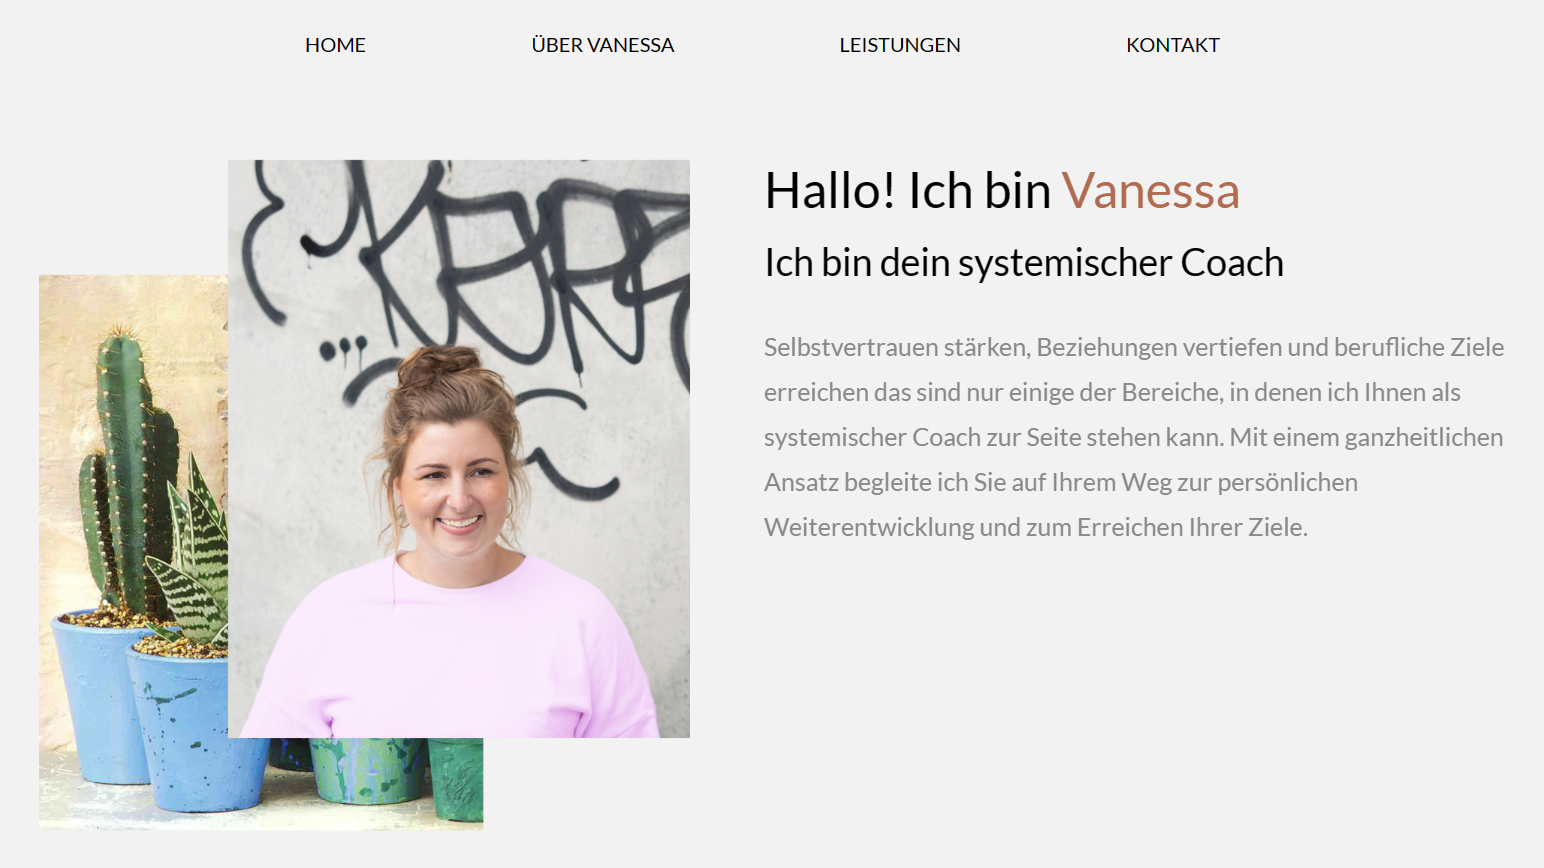 HOME ÜBER VANESSA LEISTUNGEN KONTAKT
Hallo! Ich bin Vanessa
Ich bin dein systemischer Coach
Selbstvertrauen stärken, Beziehungen vertiefen und berufliche Ziele
erreichen das sind nur einige der Bereiche, in denen ich Ihnen als
systemischer Coach zur Seite stehen kann. Mit einem ganzheitlichen
Ansatz begleite ich Sie auf Ihrem Weg zur persönlichen
Weiterentwicklung und zum Erreichen Ihrer Ziele.